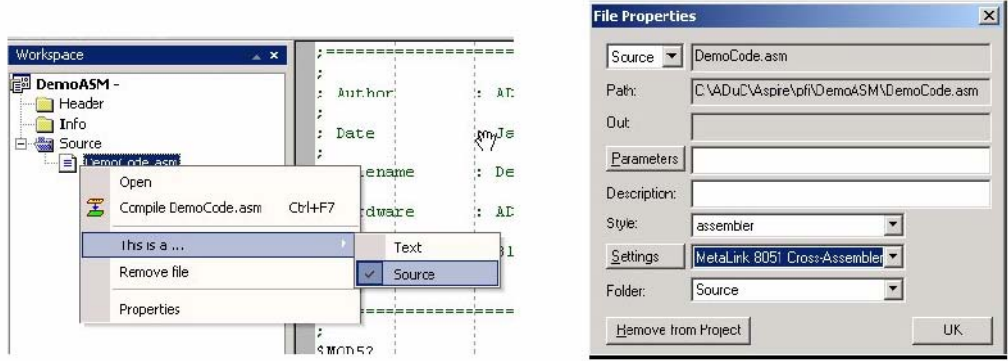 Workspace
DemoASM -
Header
Info
Source
DemoCode.asm
Open
Compile DemoCode.asm Ctrl+F7
This is a ...
Remove file
Properties
Text
Source
;==================
;
; Author : AD
;
; Date
;
: De
: AD
;
$MOD52
File Properties
Source DemoCode.asm
Path: C:\ADuC\Aspire\pfi\DemoASM\DemoCode.asm
Out:
Parameters
Description:
Style: assembler
Settings MetaLink 8051 Cross-Assembler
Folder: Source
Remove from Project OK